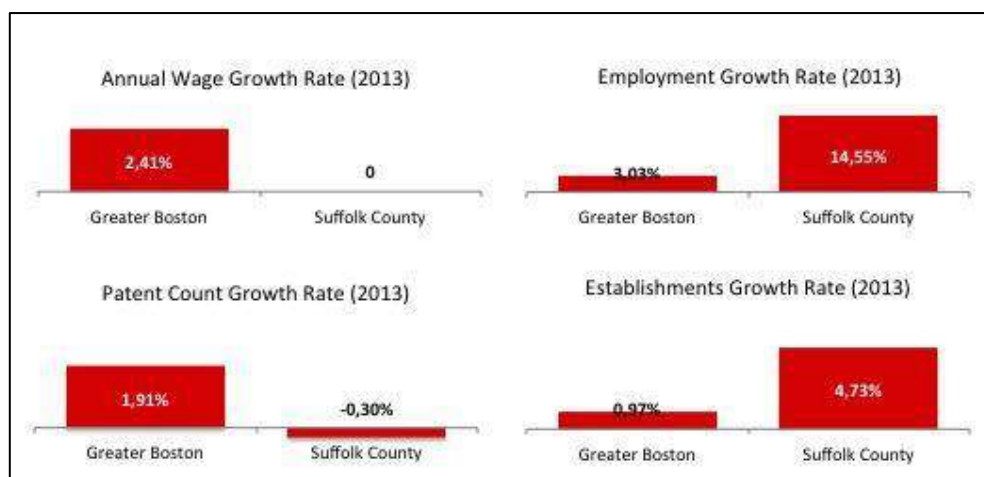 Annual Wage Growth Rate (2013)
2,41%
0
Greater Boston
Suffolk County
Employment Growth Rate (2013)
3,03%
14,55%
Greater Boston
Suffolk County
Patent Count Growth Rate (2013)
1,91%
-0,30%
Greater Boston
Suffolk County
Establishments Growth Rate (2013)
0,97%
4,73%
Greater Boston
Suffolk County